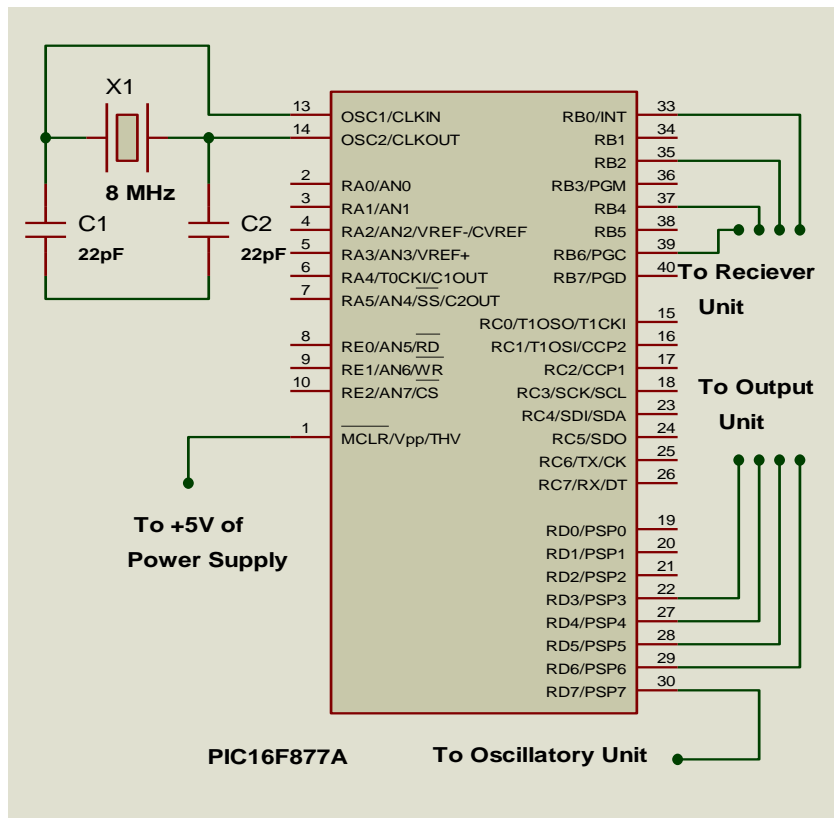 X1
8 MHz
C1
22pF
C2
22pF
13 OSC1/CLKIN
14 OSC2/CLKOUT
2 RA0/AN0
3 RA1/AN1
4 RA2/AN2/VREF-/CVREF
5 RA3/AN3/VREF+
6 RA4/T0CKI/C1OUT
7 RA5/AN4/SS/C2OUT
8 RE0/AN5/RD
9 RE1/AN6/WR
10 RE2/AN7/CS
1 MCLR/Vpp/THV
RB0/INT 33
RB1 34
RB2 35
RB3/PGM 36
RB4 37
RB5 38
RB6/PGC 39
RB7/PGD 40
RC0/T1OSO/T1CKI 15
RC1/T1OSI/CCP2 16
RC2/CCP1 17
RC3/SCK/SCL 18
RC4/SDI/SDA 23
RC5/SDO 24
RC6/TX/CK 25
RC7/RX/DT 26
RD0/PSP0 19
RD1/PSP1 20
RD2/PSP2 21
RD3/PSP3 22
RD4/PSP4 27
RD5/PSP5 28
RD6/PSP6 29
RD7/PSP7 30
To Reciever
Unit
To Output
Unit
To +5V of
Power Supply
PIC16F877A
To Oscillatory Unit